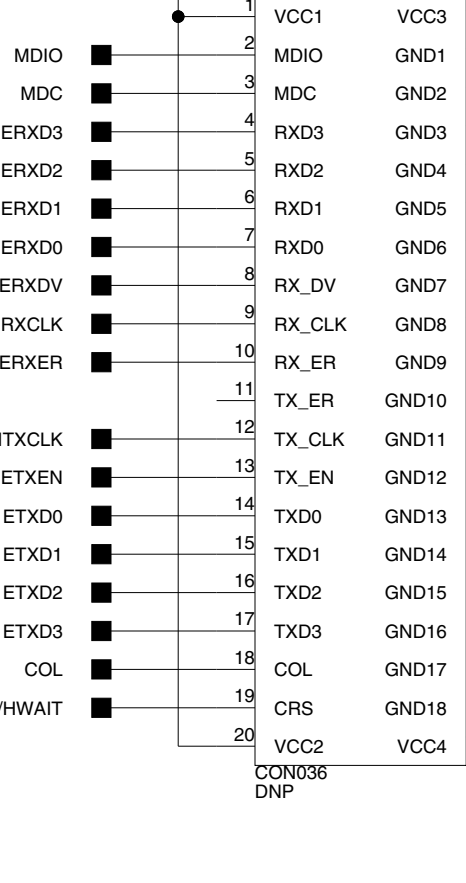 1 VCC1 VCC3
MDIO 2 MDIO GND1
MDC 3 MDC GND2
ERXD3 4 RXD3 GND3
ERXD2 5 RXD2 GND4
ERXD1 6 RXD1 GND5
ERXD0 7 RXD0 GND6
ERXDV 8 RX_DV GND7
RXCLK 9 RX_CLK GND8
ERXER 10 RX_ER GND9
11 TX_ER GND10
TXCLK 12 TX_CLK GND11
ETXEN 13 TX_EN GND12
ETXD0 14 TXD0 GND13
ETXD1 15 TXD1 GND14
ETXD2 16 TXD2 GND15
ETXD3 17 TXD3 GND16
COL 18 COL GND17
/HWAIT 19 CRS GND18
20 VCC2 VCC4
CON036
DNP